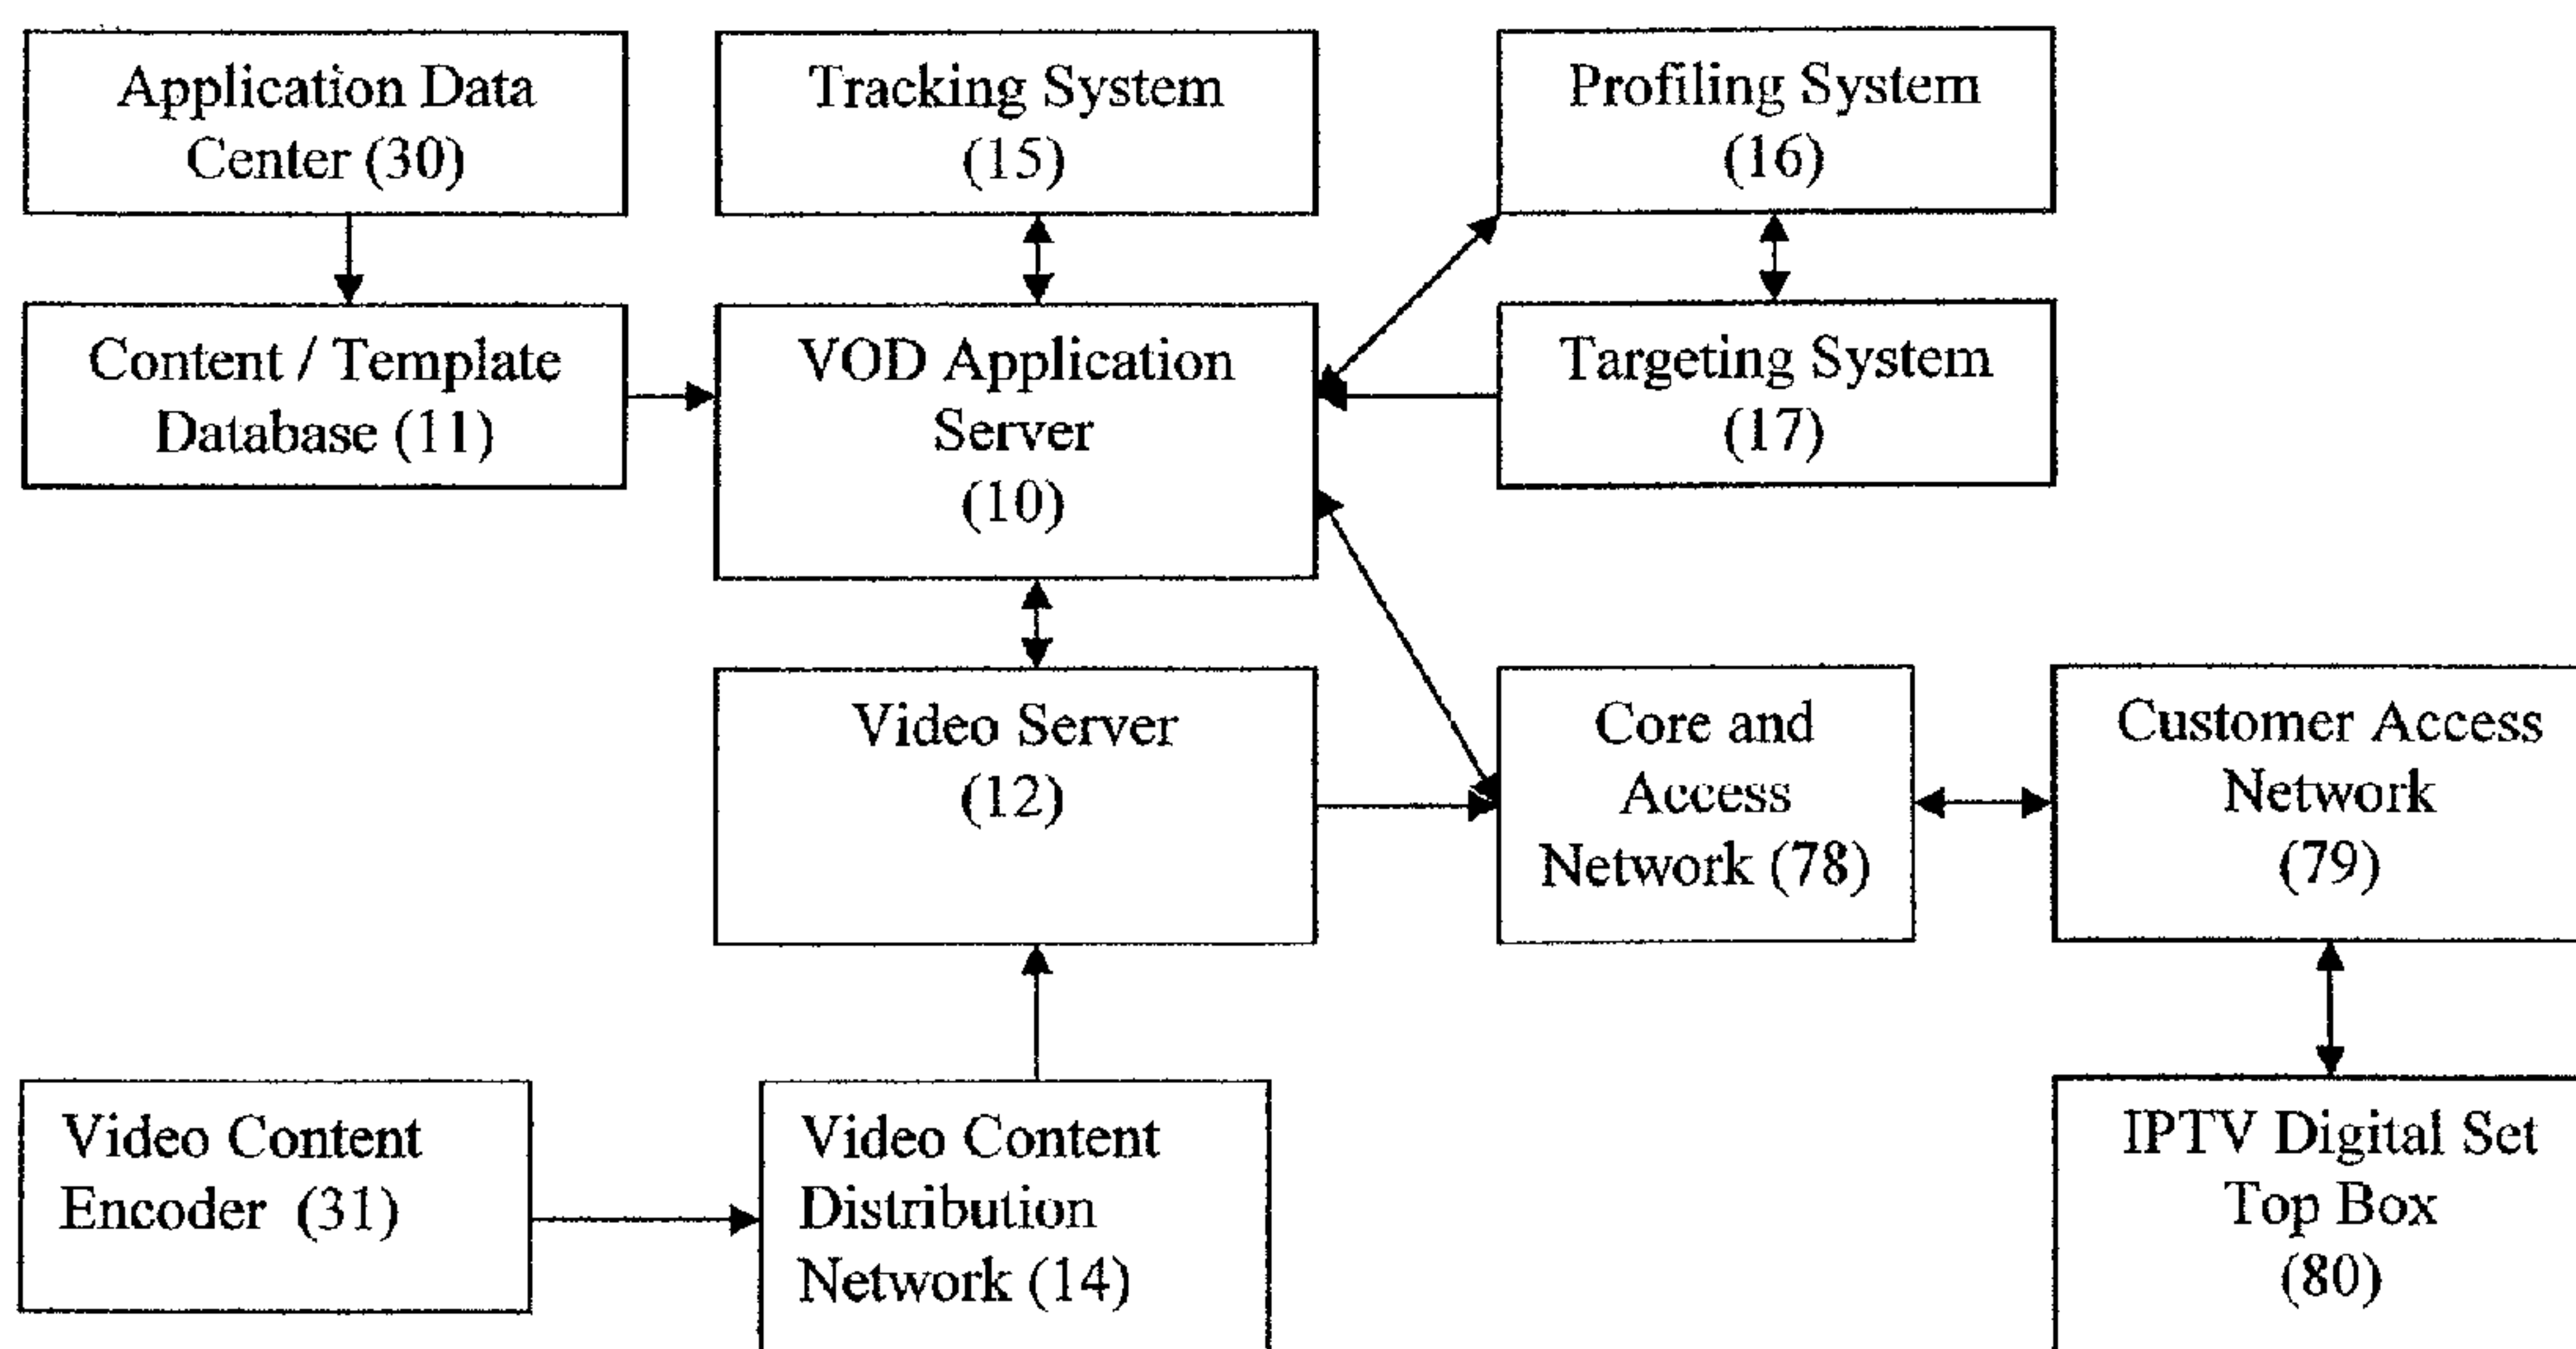 Application Data
Center (30)
Tracking System
(15)
Profiling System
(16)
Content / Template
Database (11)
VOD Application
Server
(10)
Targeting System
(17)
Video Server
(12)
Core and
Access
Network (78)
Customer Access
Network
(79)
Video Content
Encoder (31)
Video Content
Distribution
Network (14)
IPTV Digital Set
Top Box
(80)